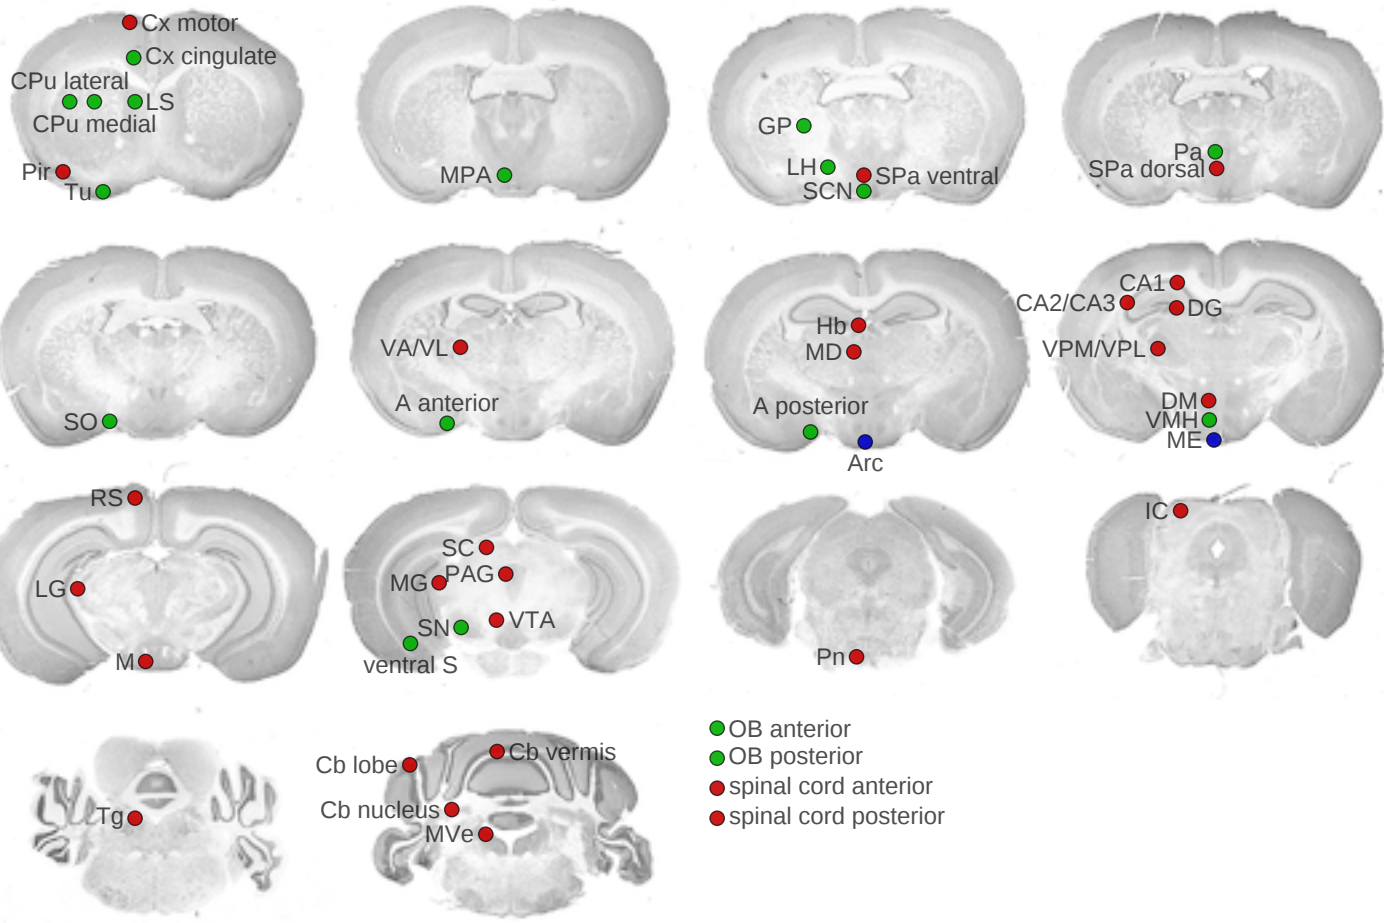 Cx motor
Cx cingulate
CPu lateral
LS
CPu medial
Pir
Tu
MPA
GP
LH
SPa ventral
SCN
Pa
SPa dorsal
SO
VA/VL
A anterior
Hb
MD
A posterior
Arc
CA1
CA2/CA3
DG
VPM/VPL
DM
VMH
ME
RS
LG
M
SC
MG
PAG
SN
VTA
ventral S
Pn
IC
Tg
Cb lobe
Cb vermis
Cb nucleus
MVe
OB anterior
OB posterior
spinal cord anterior
spinal cord posterior